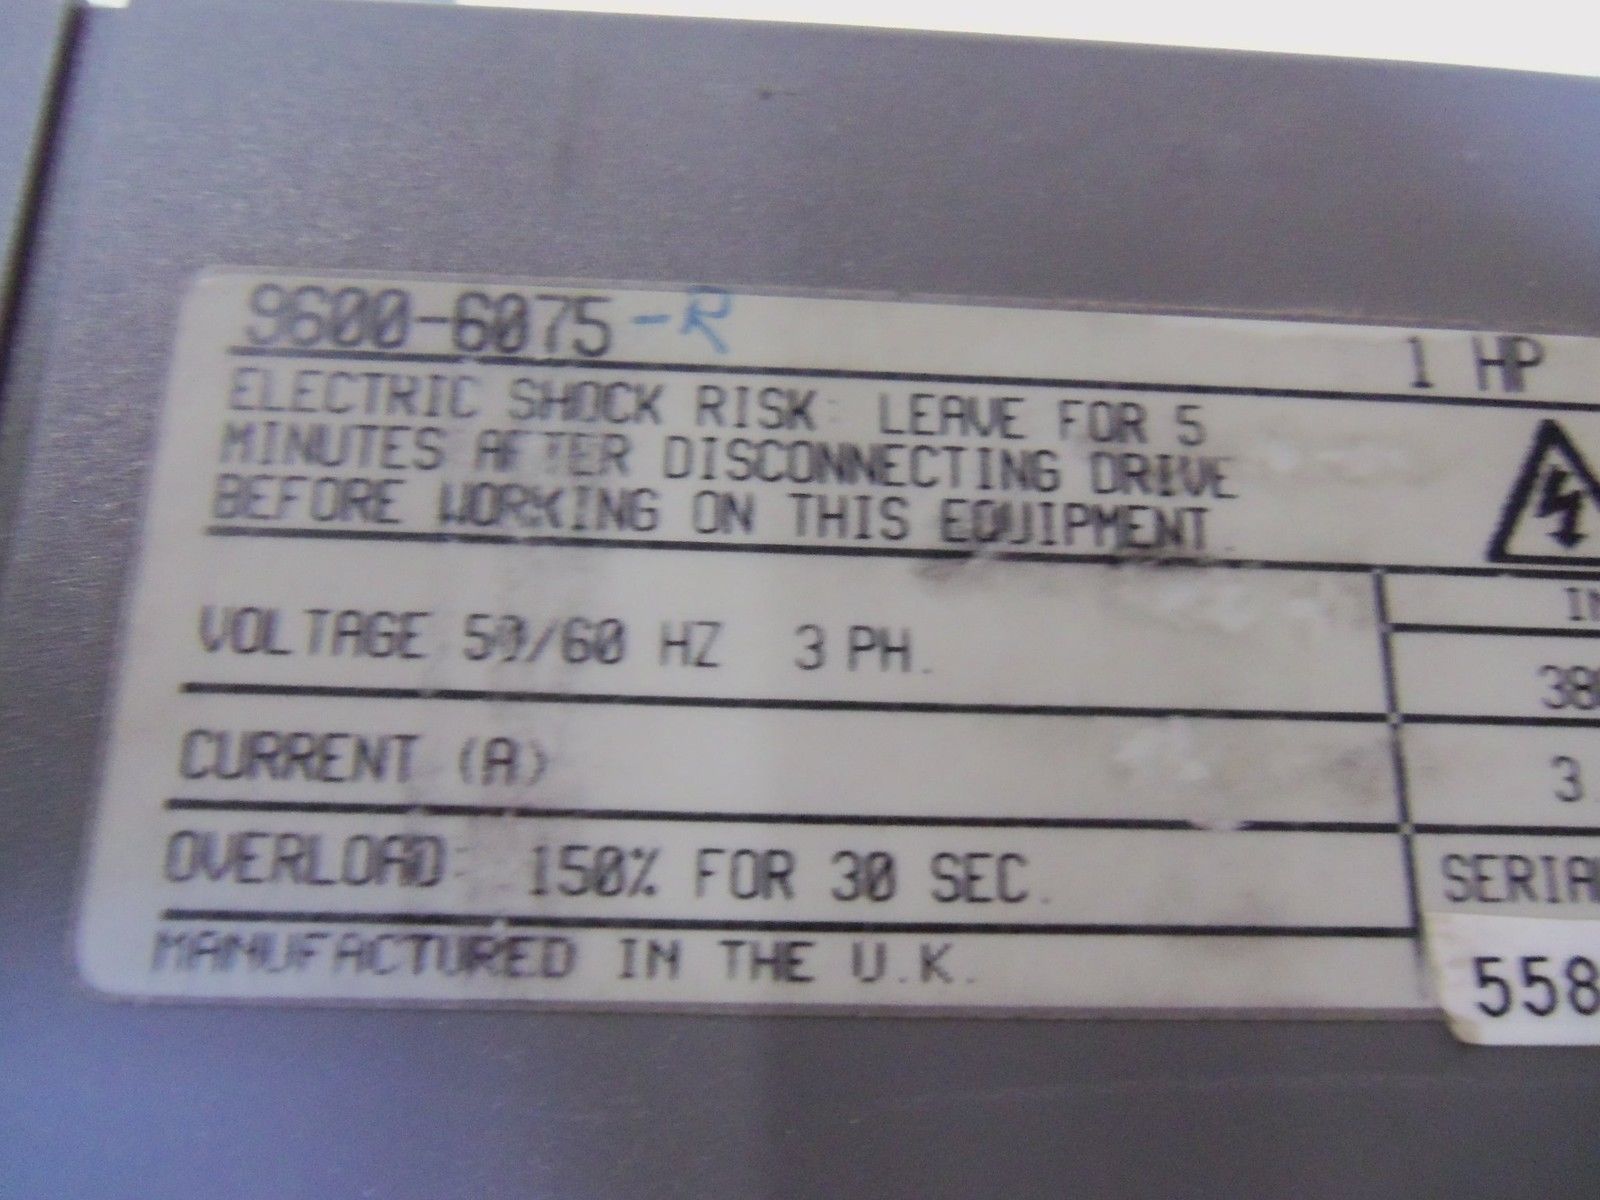 9600-6075 -R 1 HP
ELECTRIC SHOCK RISK: LEAVE FOR 5
MINUTES AFTER DISCONNECTING DRIVE
BEFORE WORKING ON THIS EQUIPMENT.
VOLTAGE 50/60 HZ 3 PH.
CURRENT (A) 3
OVERLOAD: 150% FOR 30 SEC.
MANUFACTURED IN THE U.K.
558